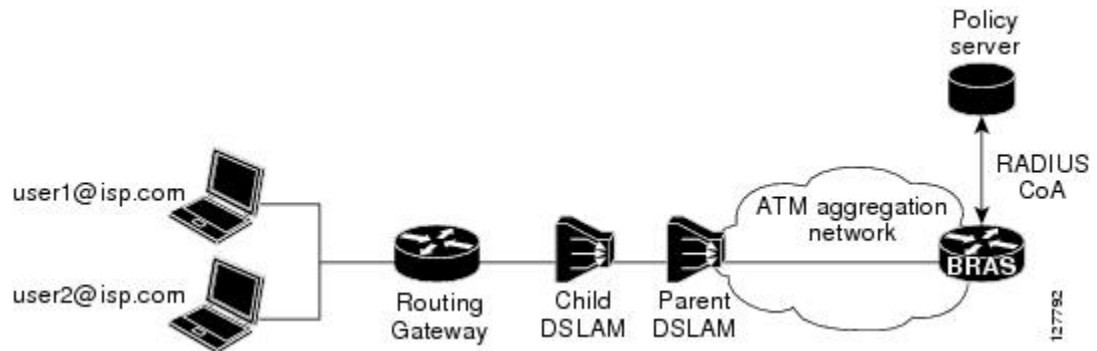 Policy
server
RADIUS
CoA
user1@isp.com
ATM aggregation
network
BRAS
user2@isp.com
Routing
Gateway
Child
DSLAM
Parent
DSLAM
127792